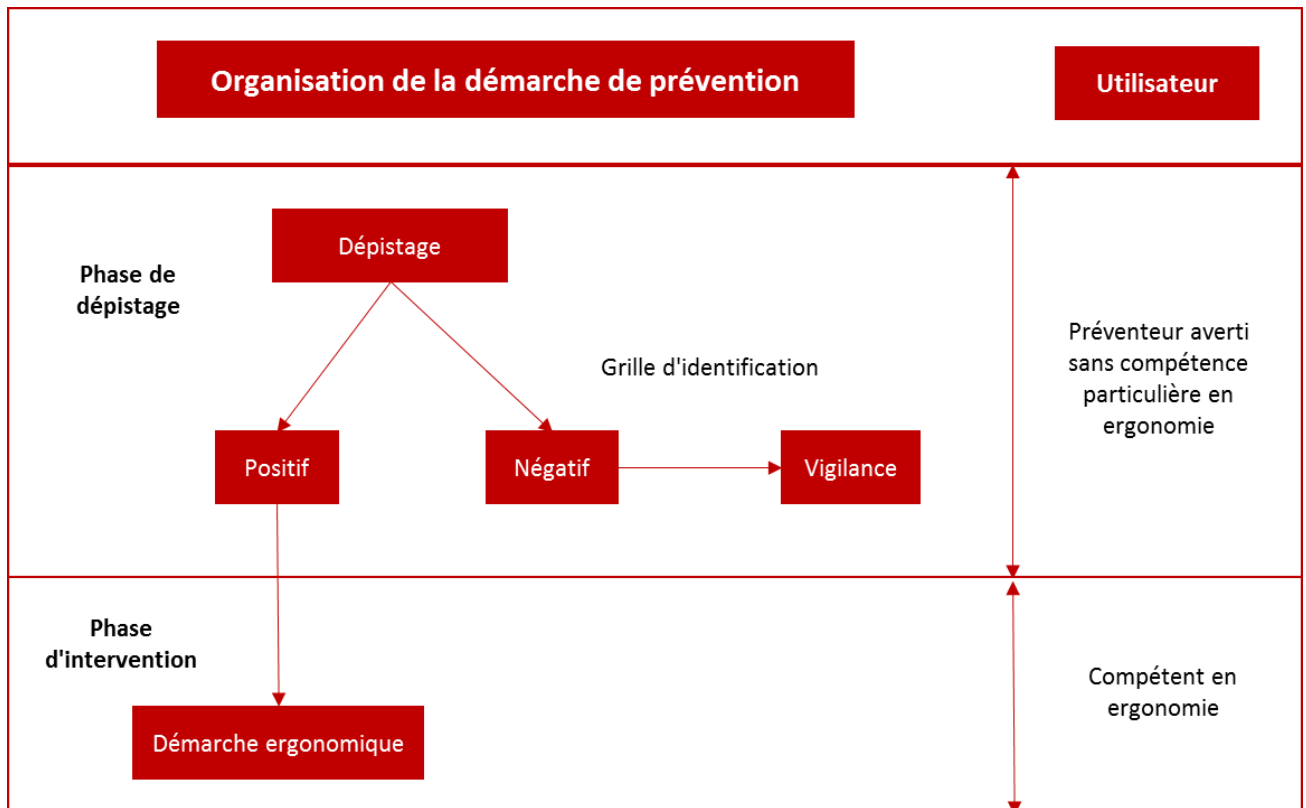 Organisation de la démarche de prévention
Utilisateur
Phase de
dépistage
Dépistage
Grille d'identification
Positif
Négatif
Vigilance
Préventeur averti
sans compétence
particulière en
ergonomie
Phase
d'intervention
Démarche ergonomique
Compétent en
ergonomie